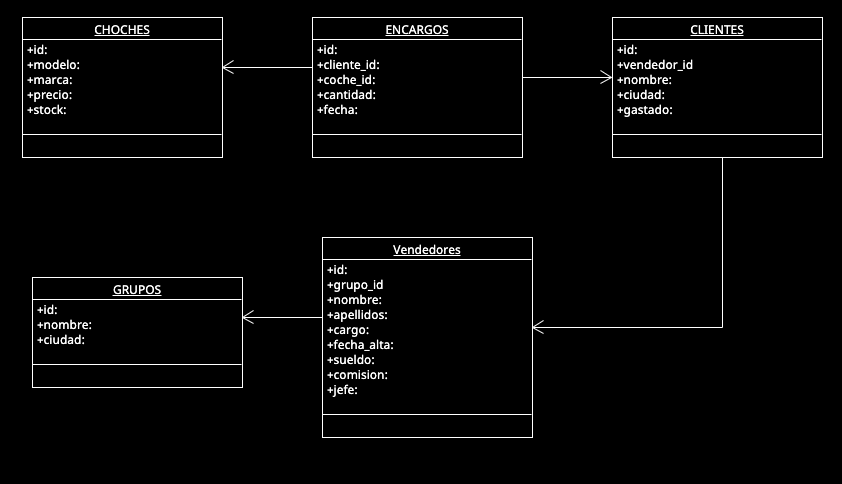 CHOCHES
+id:
+modelo:
+marca:
+precio:
+stock:
ENCARGOS
+id:
+cliente_id:
+coche_id:
+cantidad:
+fecha:
CLIENTES
+id:
+vendedor_id
+nombre:
+ciudad:
+gastado:
GRUPOS
+id:
+nombre:
+ciudad:
Vendedores
+id:
+grupo_id
+nombre:
+apellidos:
+cargo:
+fecha_alta:
+sueldo:
+comision:
+jefe: